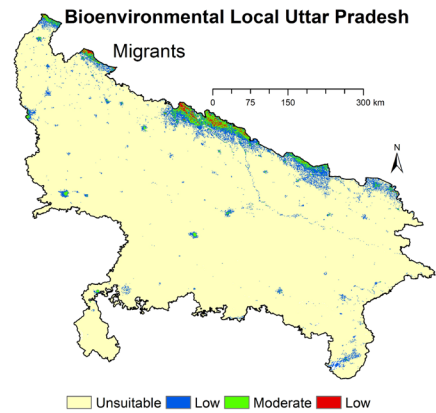 Bioenvironmental Local Uttar Pradesh
Migrants
0 75 150 300 km
N
Unsuitable Low Moderate Low